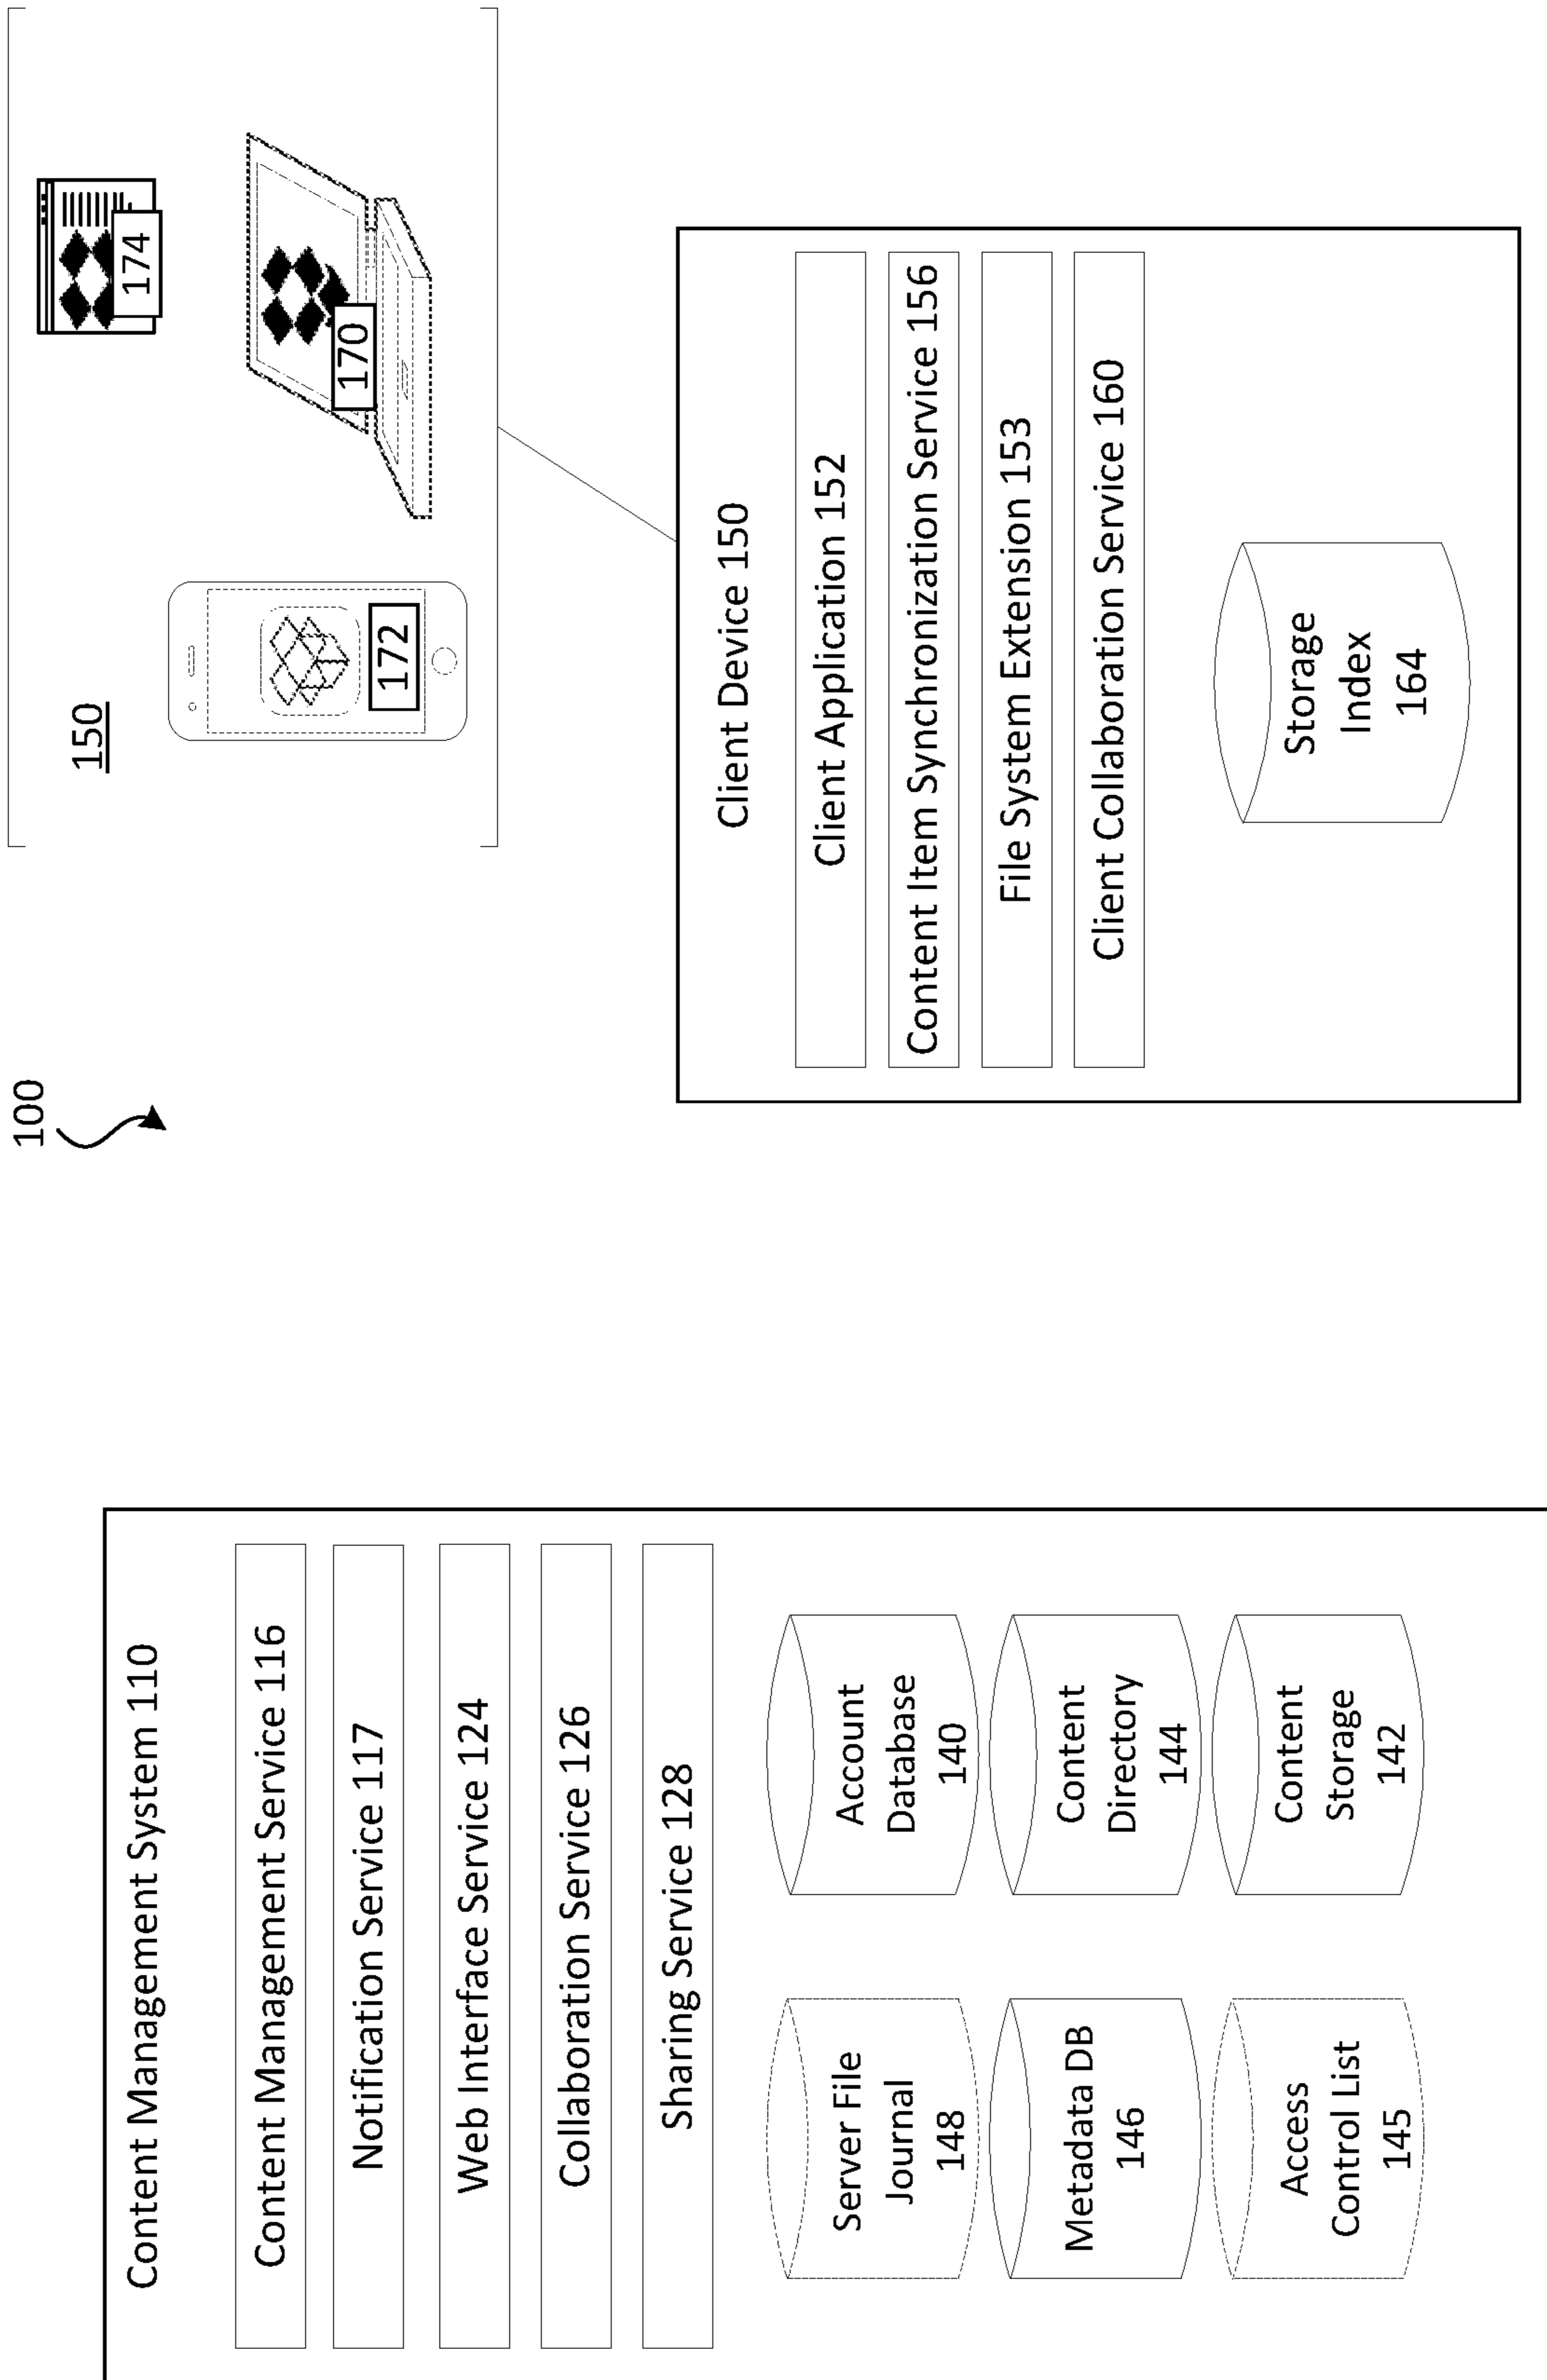 100
Content Management System 110
Content Management Service 116
Notification Service 117
Web Interface Service 124
Collaboration Service 126
Sharing Service 128
Server File
Journal
148
Account
Database
140
Metadata DB
146
Content
Directory
144
Access
Control List
145
Content
Storage
142
150
172
170
174
Client Device 150
Client Application 152
Content Item Synchronization Service 156
File System Extension 153
Client Collaboration Service 160
Storage
Index
164